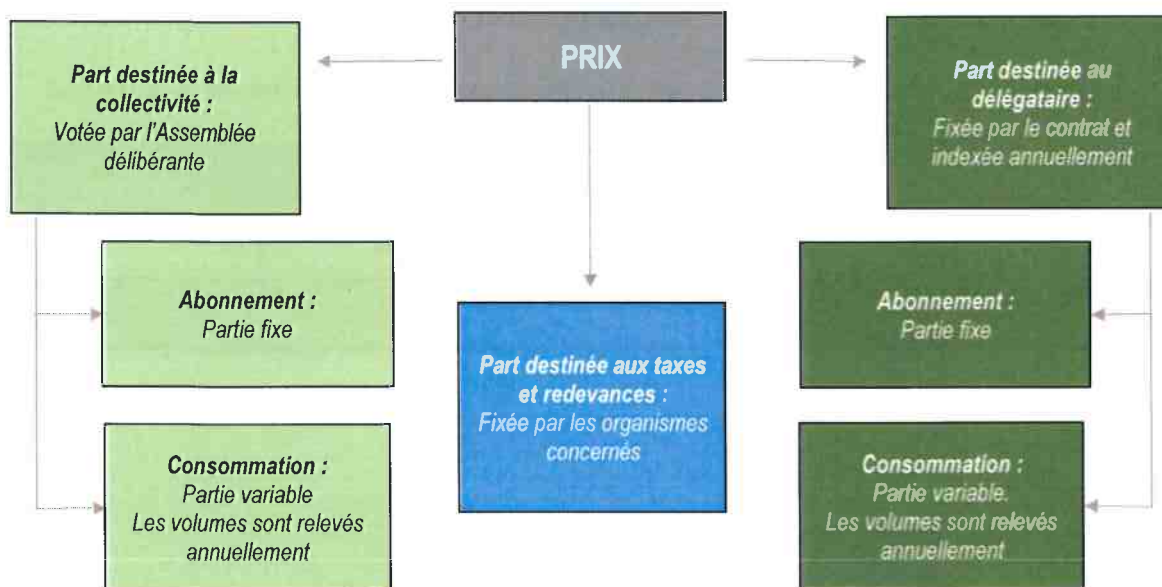 PRIX
Part destinée à la
collectivité :
Votée par l'Assemblée
délibérante
Abonnement :
Partie fixe
Consommation :
Partie variable
Les volumes sont relevés
annuellement
Part destinée aux taxes
et redevances :
Fixée par les organismes
concernés
Part destinée au
délégataire :
Fixée par le contrat et
indexée annuellement
Abonnement :
Partie fixe
Consommation :
Partie variable.
Les volumes sont relevés
annuellement